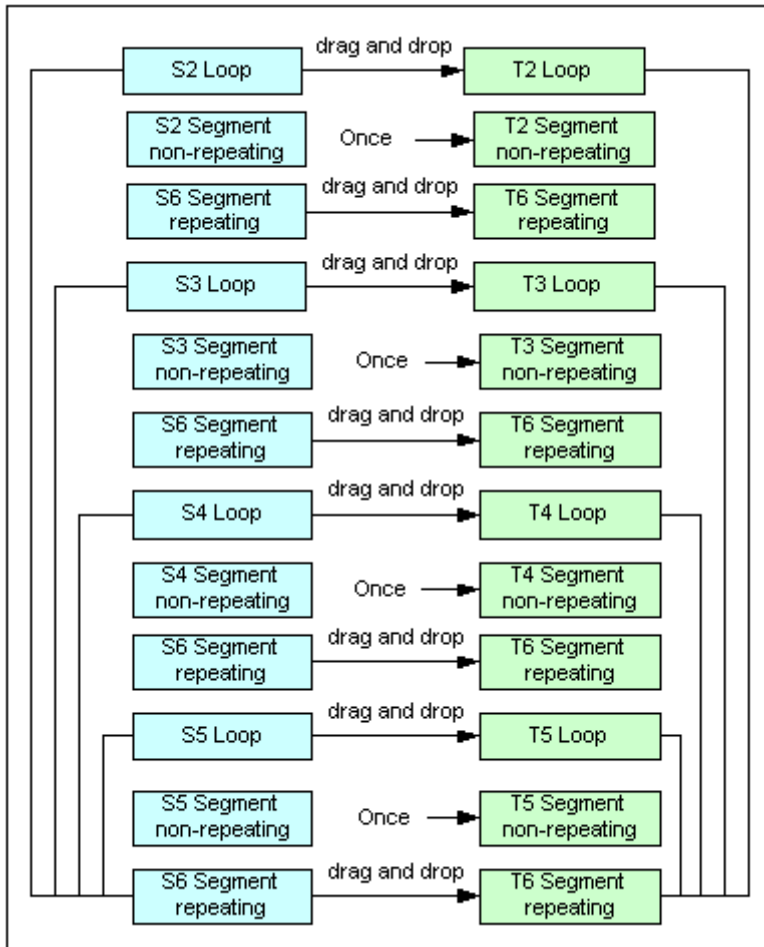 drag and drop
S2 Loop
T2 Loop
S2 Segment
non-repeating
Once
T2 Segment
non-repeating
S6 Segment
repeating
drag and drop
T6 Segment
repeating
drag and drop
S3 Loop
T3 Loop
S3 Segment
non-repeating
Once
T3 Segment
non-repeating
S6 Segment
repeating
drag and drop
T6 Segment
repeating
drag and drop
S4 Loop
T4 Loop
S4 Segment
non-repeating
Once
T4 Segment
non-repeating
S6 Segment
repeating
drag and drop
T6 Segment
repeating
drag and drop
S5 Loop
T5 Loop
S5 Segment
non-repeating
Once
T5 Segment
non-repeating
S6 Segment
repeating
drag and drop
T6 Segment
repeating